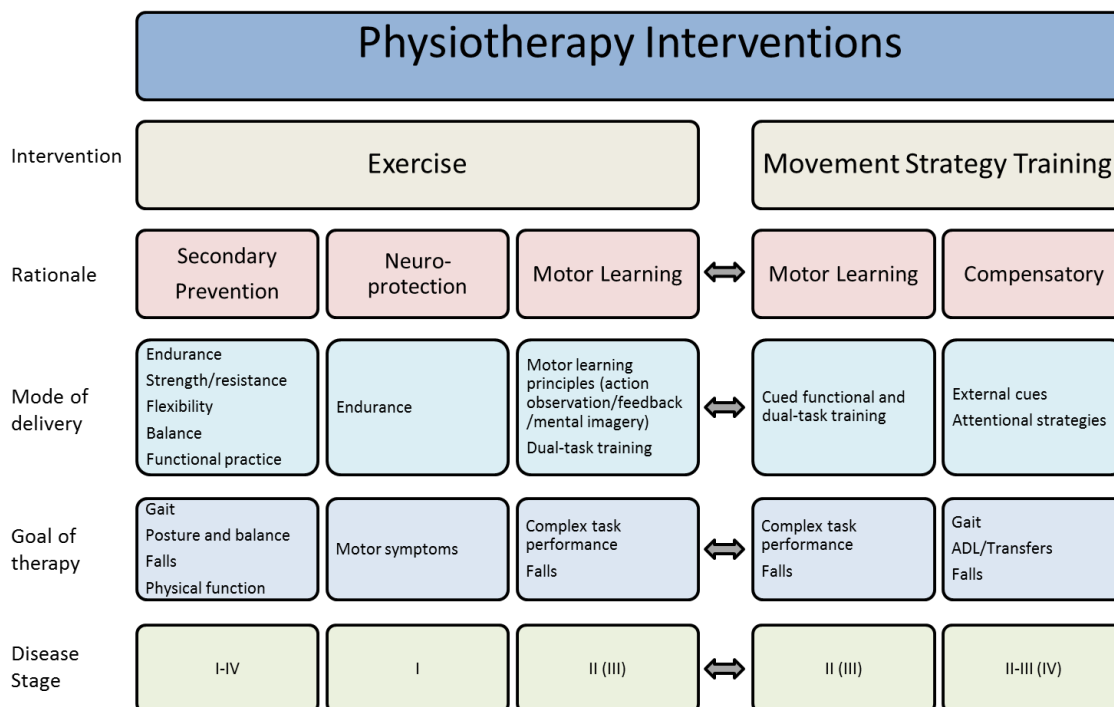 Physiotherapy Interventions
Intervention
Exercise
Movement Strategy Training
Rationale
Secondary
Prevention
Neuro-
protection
Motor Learning
Motor Learning
Compensatory
Mode of
delivery
Endurance
Strength/resistance
Flexibility
Balance
Functional practice
Endurance
Motor learning
principles (action
observation/feedback
/mental imagery)
Dual-task training
Cued functional and
dual-task training
External cues
Attentional strategies
Goal of
therapy
Gait
Posture and balance
Falls
Physical function
Motor symptoms
Complex task
performance
Falls
Complex task
performance
Falls
Gait
ADL/Transfers
Falls
Disease
Stage
I-IV
I
II (III)
II (III)
II-III (IV)